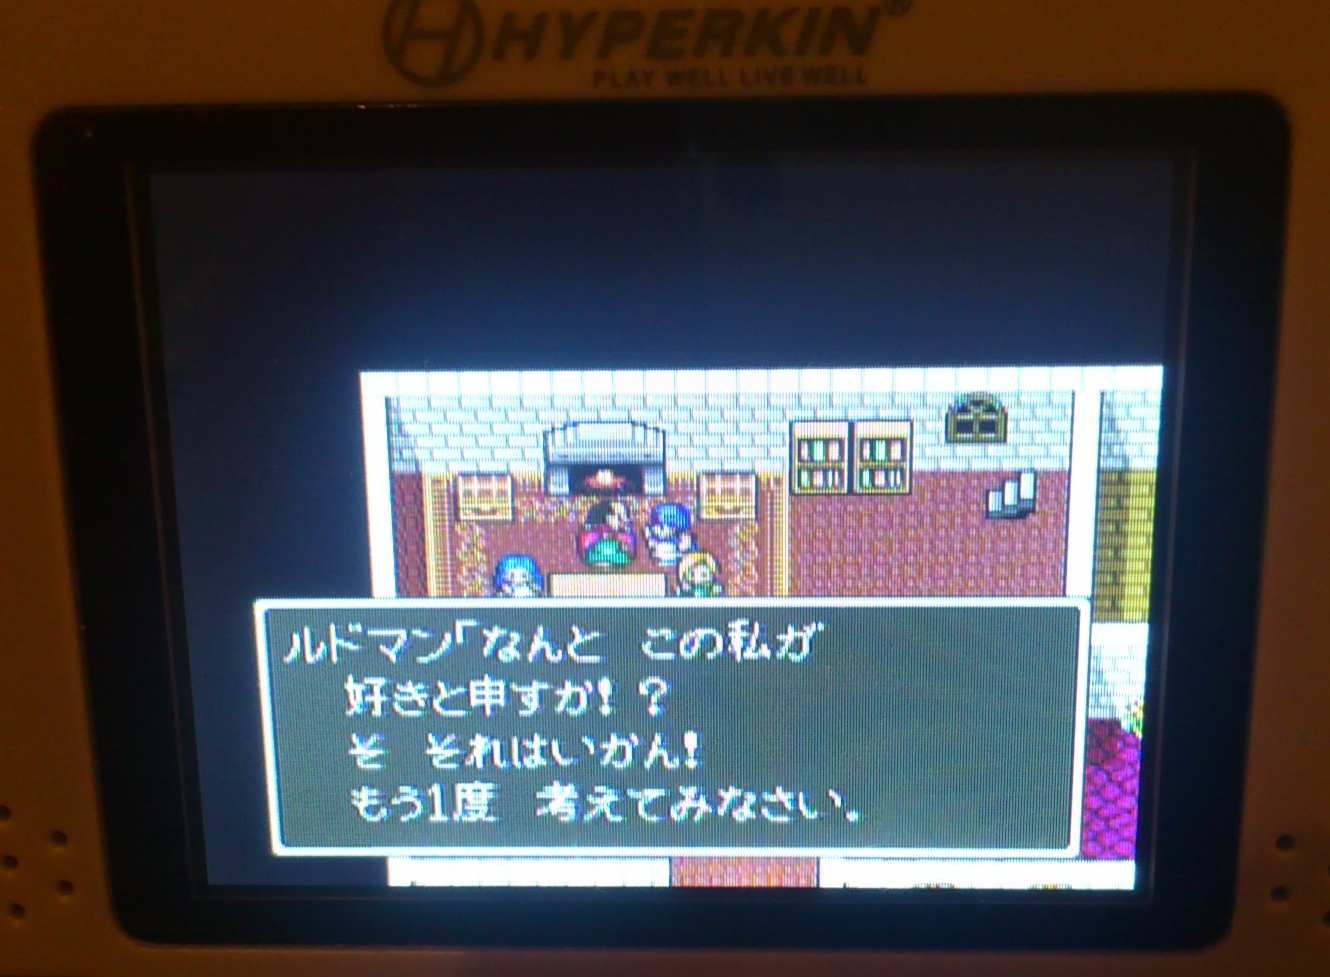 HYPERKIN®
PLAY WELL LIVE WELL
ルドマン「なんと この私が
好きと申すか！？
そ それはいかん！
もう1度 考えてみなさい。